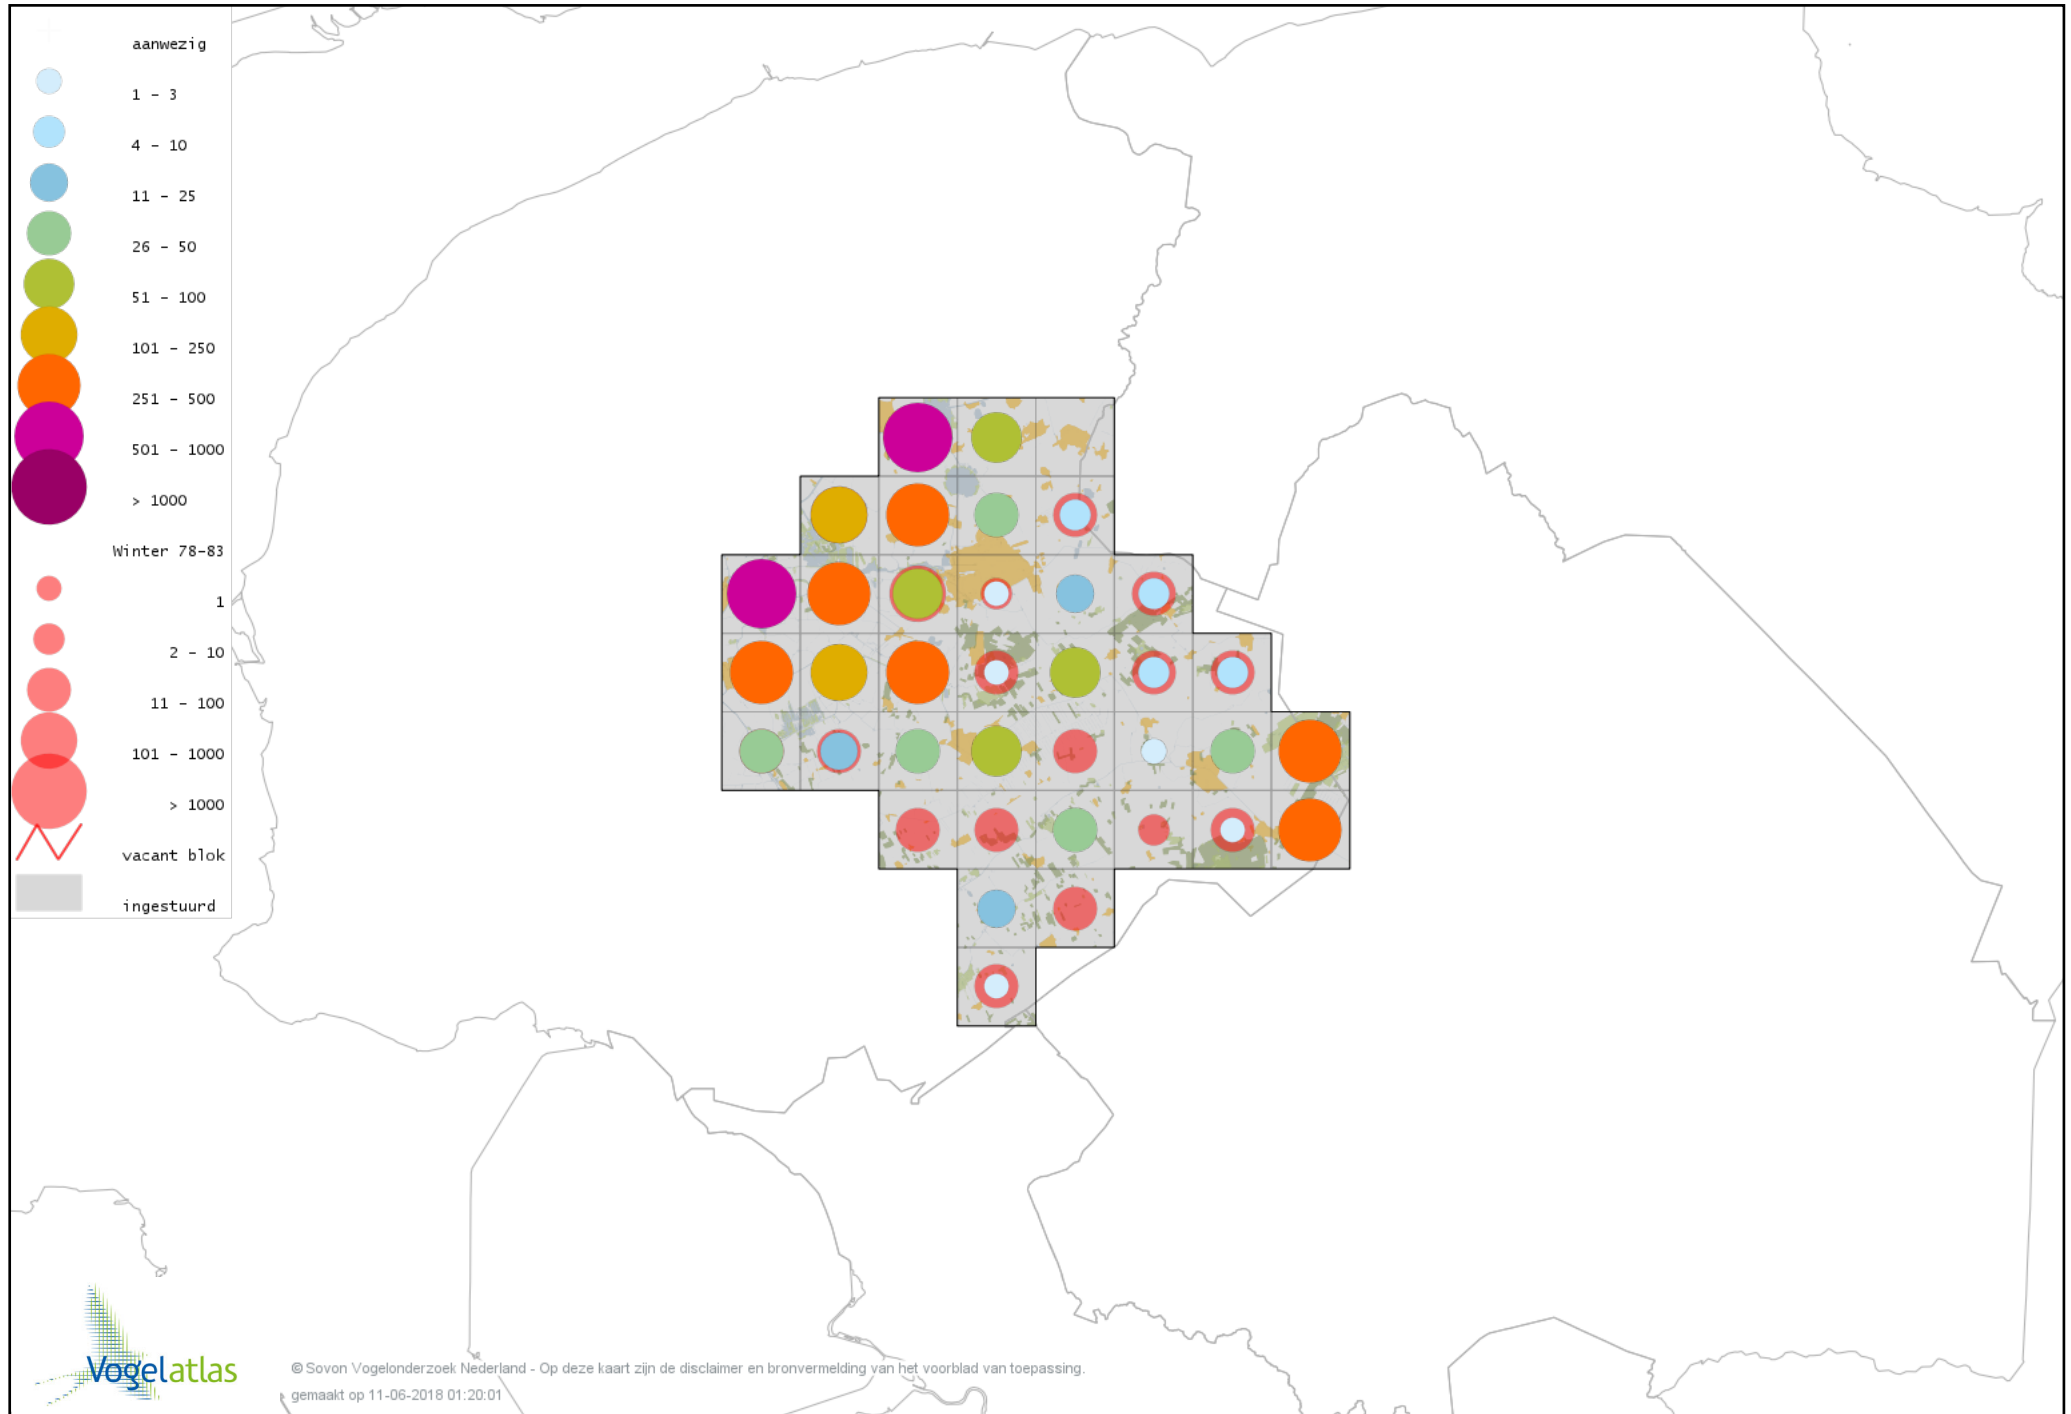 aanwezig
1 - 3
4 - 10
11 - 25
26 - 50
51 - 100
101 - 250
251 - 500
501 - 1000
> 1000
Winter 78-83
1
2 - 10
11 - 100
101 - 1000
> 1000
vacant blok
ingestuurd
Vogelatlas
© Sovon Vogelonderzoek Nederland - Op deze kaart zijn de disclaimer en bronvermelding van het voorblad van toepassing.
gemaakt op 11-06-2018 01:20:01